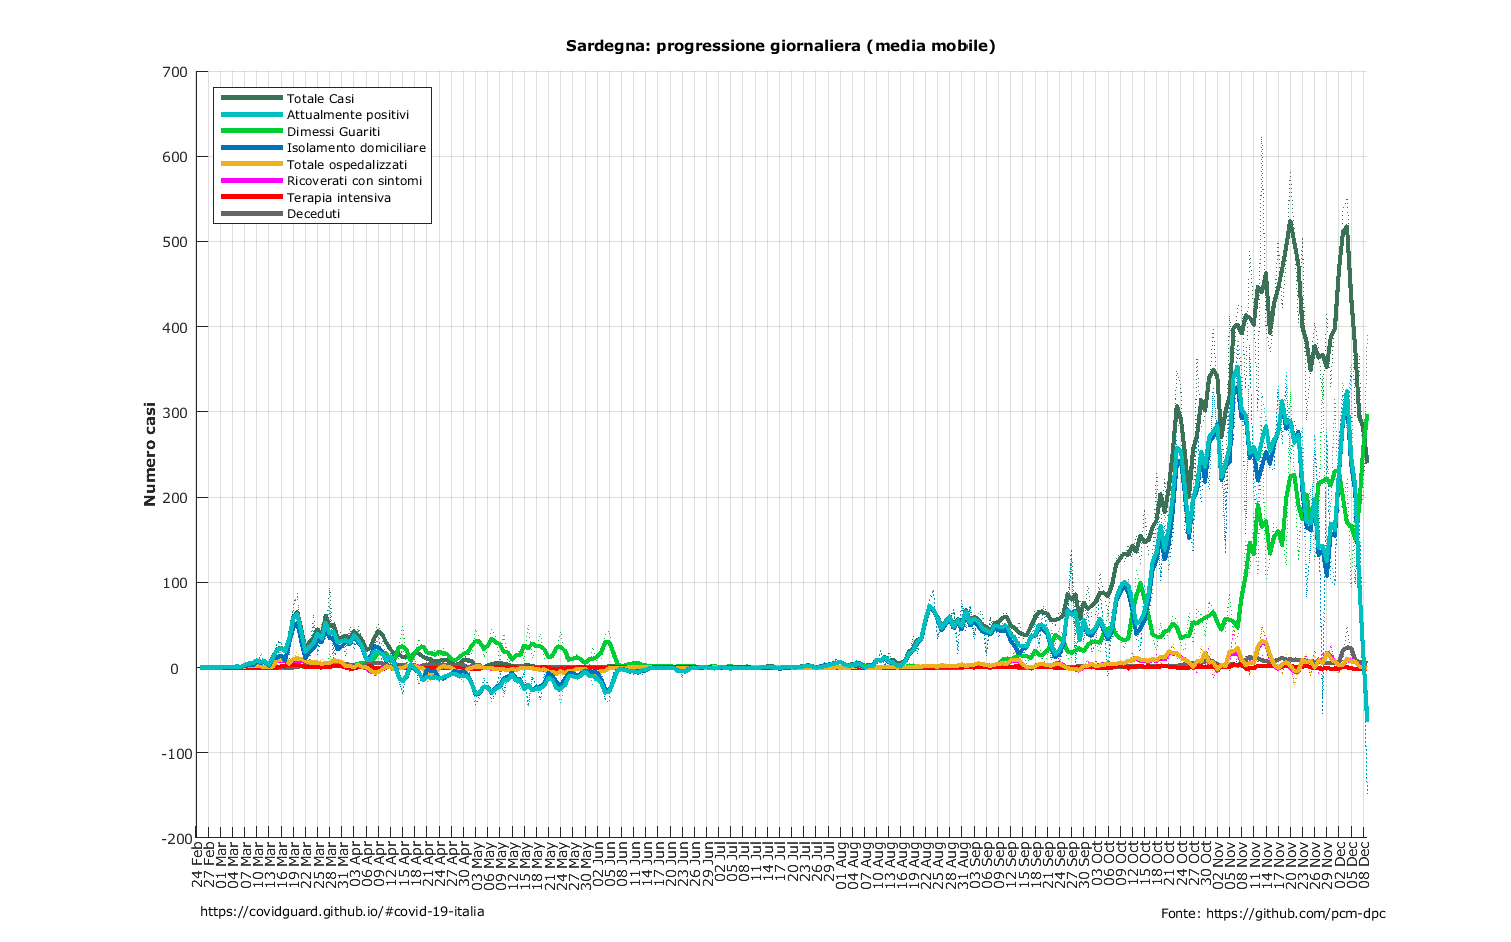 Sardegna: progressione giornaliera (media mobile)
700
600
500
400
300
200
100
0
-100
-200
Numero casi
Totale Casi
Attualmente positivi
Dimessi Guariti
Isolamento domiciliare
Totale ospedalizzati
Ricoverati con sintomi
Terapia intensiva
Deceduti
24 Feb
27 Feb
01 Mar
04 Mar
07 Mar
10 Mar
13 Mar
16 Mar
19 Mar
22 Mar
25 Mar
28 Mar
31 Mar
03 Apr
06 Apr
09 Apr
12 Apr
15 Apr
18 Apr
21 Apr
24 Apr
27 Apr
30 Apr
03 May
06 May
09 May
12 May
15 May
18 May
21 May
24 May
27 May
30 May
02 Jun
05 Jun
08 Jun
11 Jun
14 Jun
17 Jun
20 Jun
23 Jun
26 Jun
29 Jun
02 Jul
05 Jul
08 Jul
11 Jul
14 Jul
17 Jul
20 Jul
23 Jul
26 Jul
29 Jul
01 Aug
04 Aug
07 Aug
10 Aug
13 Aug
16 Aug
19 Aug
22 Aug
25 Aug
28 Aug
31 Aug
03 Sep
06 Sep
09 Sep
12 Sep
15 Sep
18 Sep
21 Sep
24 Sep
27 Sep
30 Sep
03 Oct
06 Oct
09 Oct
12 Oct
15 Oct
18 Oct
21 Oct
24 Oct
27 Oct
30 Oct
02 Nov
05 Nov
08 Nov
11 Nov
14 Nov
17 Nov
20 Nov
23 Nov
26 Nov
29 Nov
02 Dec
05 Dec
08 Dec
https://covidguard.github.io/#covid-19-italia
Fonte: https://github.com/pcm-dpc